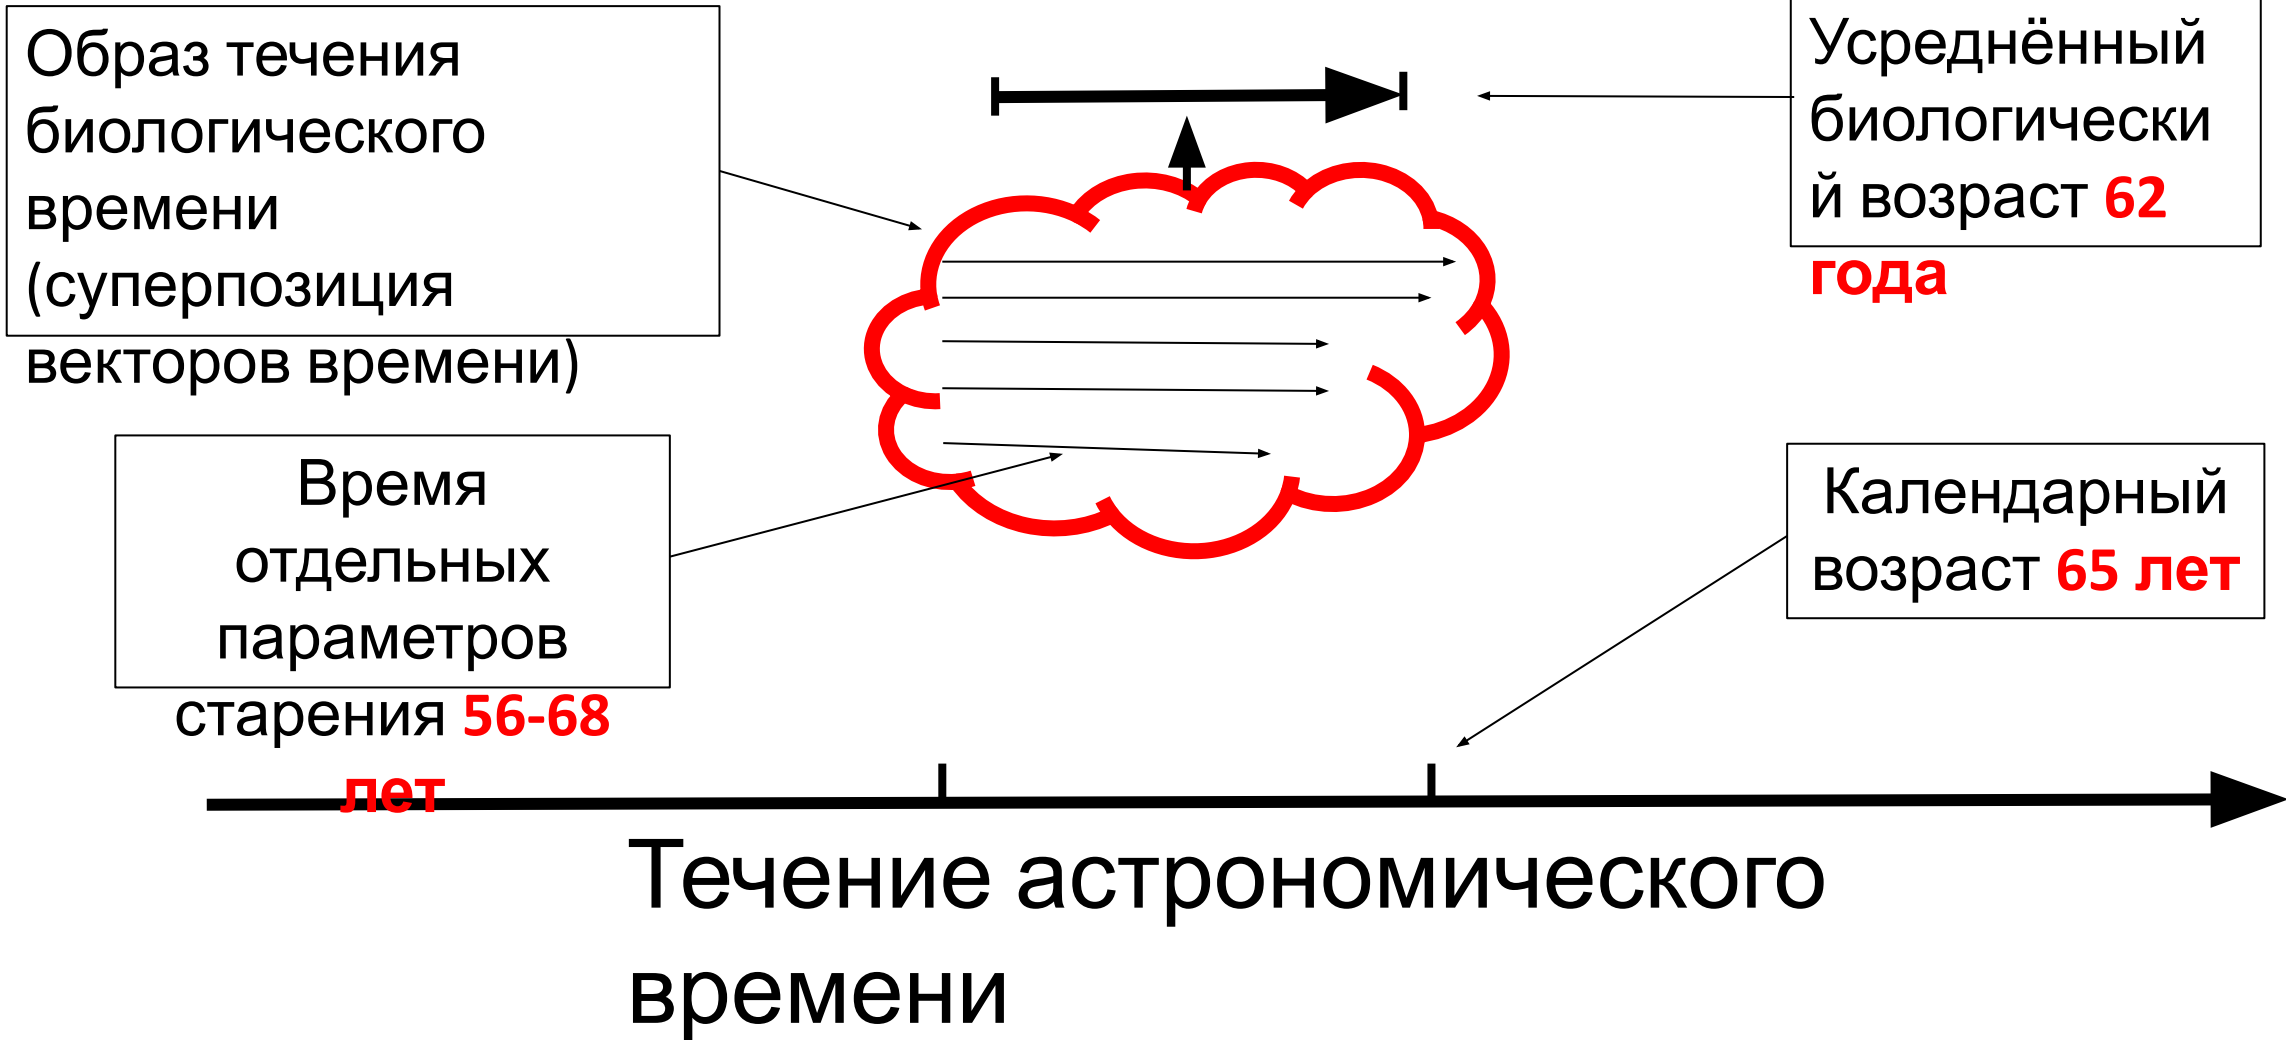 Образ течения
биологического
времени
(суперпозиция
векторов времени)
Усреднённый
биологически
й возраст 62
года
Время
отдельных
параметров
старения 56-68
лет
Календарный
возраст 65 лет
Течение астрономического
времени